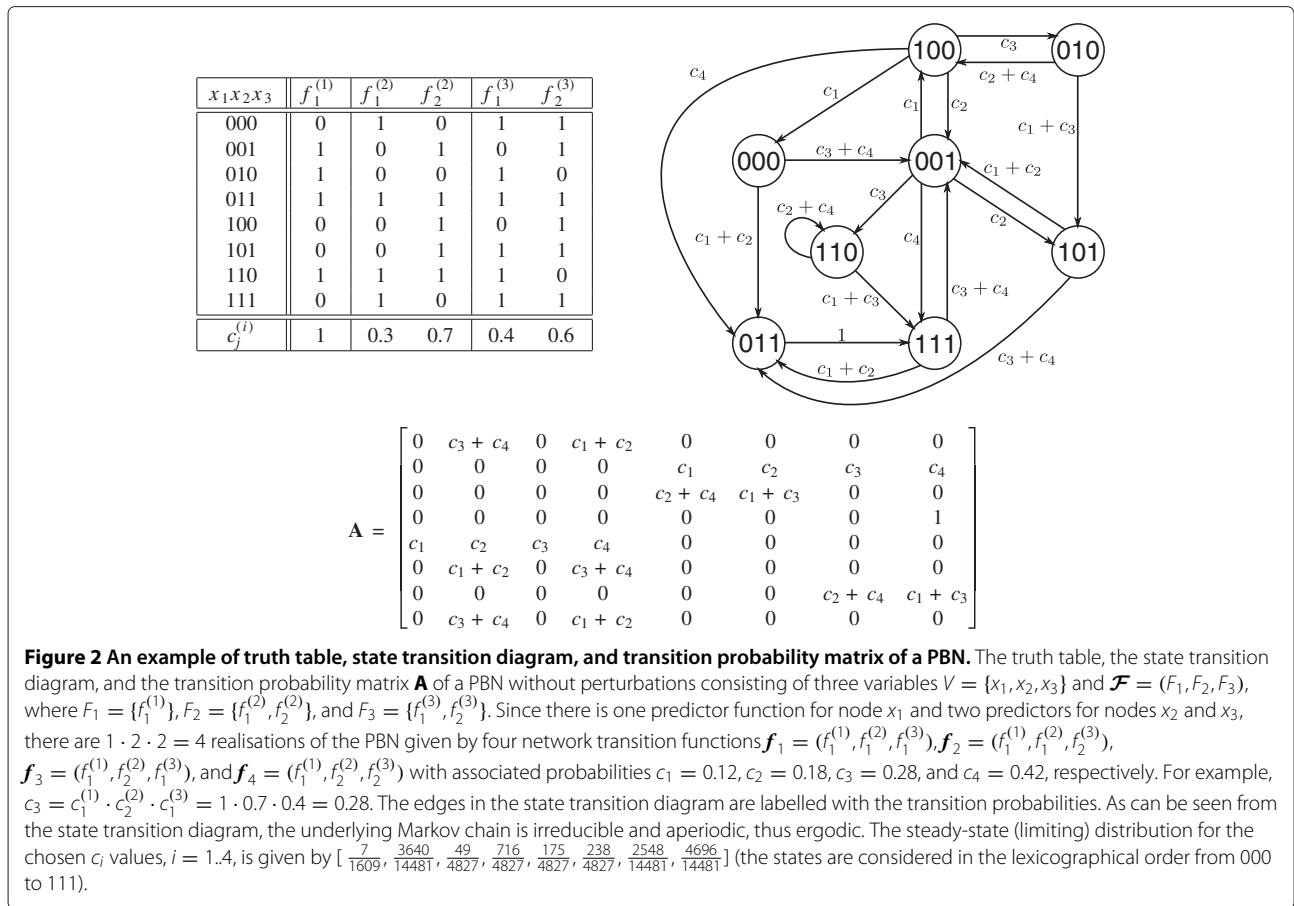 x₁x₂x₃ f₁⁽¹⁾ f₁⁽²⁾ f₂⁽²⁾ f₁⁽³⁾ f₂⁽³⁾
000 0 1 0 1 1
001 1 0 1 0 1
010 1 0 0 1 0
011 1 1 1 1 1
100 0 0 1 0 1
101 0 0 1 1 1
110 1 1 1 1 0
111 0 1 0 1 1
c_j⁽ⁱ⁾ 1 0.3 0.7 0.4 0.6
100 c₃ 010
c₄ c₂ + c₄
c₁ c₁ c₂ c₁ + c₃
000 c₃ + c₄ 001 c₁ + c₂
c₃ c₂
c₂ + c₄
c₁ + c₂ 110 c₄ 101
c₁ + c₃ c₃ + c₄
011 1 111
c₁ + c₂ c₃ + c₄
0 c₃ + c₄ 0 c₁ + c₂ 0 0 0 0
0 0 0 0 c₁ c₂ c₃ c₄
0 0 0 0 c₂ + c₄ c₁ + c₃ 0 0
A = 0 0 0 0 0 0 0 1
c₁ c₂ c₃ c₄ 0 0 0 0
0 c₁ + c₂ 0 c₃ + c₄ 0 0 0 0
0 0 0 0 0 0 c₂ + c₄ c₁ + c₃
0 c₃ + c₄ 0 c₁ + c₂ 0 0 0 0
Figure 2 An example of truth table, state transition diagram, and transition probability matrix of a PBN. The truth table, the state transition
diagram, and the transition probability matrix A of a PBN without perturbations consisting of three variables V = {x₁, x₂, x₃} and 𝓕 = (F₁, F₂, F₃),
where F₁ = {f₁⁽¹⁾}, F₂ = {f₁⁽²⁾, f₂⁽²⁾}, and F₃ = {f₁⁽³⁾, f₂⁽³⁾}. Since there is one predictor function for node x₁ and two predictors for nodes x₂ and x₃,
there are 1 · 2 · 2 = 4 realisations of the PBN given by four network transition functions f₁ = (f₁⁽¹⁾, f₁⁽²⁾, f₁⁽³⁾), f₂ = (f₁⁽¹⁾, f₁⁽²⁾, f₂⁽³⁾),
f₃ = (f₁⁽¹⁾, f₂⁽²⁾, f₁⁽³⁾), and f₄ = (f₁⁽¹⁾, f₂⁽²⁾, f₂⁽³⁾) with associated probabilities c₁ = 0.12, c₂ = 0.18, c₃ = 0.28, and c₄ = 0.42, respectively. For example,
c₃ = c₁⁽¹⁾ · c₂⁽²⁾ · c₁⁽³⁾ = 1 · 0.7 · 0.4 = 0.28. The edges in the state transition diagram are labelled with the transition probabilities. As can be seen from
the state transition diagram, the underlying Markov chain is irreducible and aperiodic, thus ergodic. The steady-state (limiting) distribution for the
chosen cᵢ values, i = 1..4, is given by [ 7/1609, 3640/14481, 49/4827, 716/4827, 175/4827, 238/4827, 2548/14481, 4696/14481 ] (the states are considered in the lexicographical order from 000
to 111).